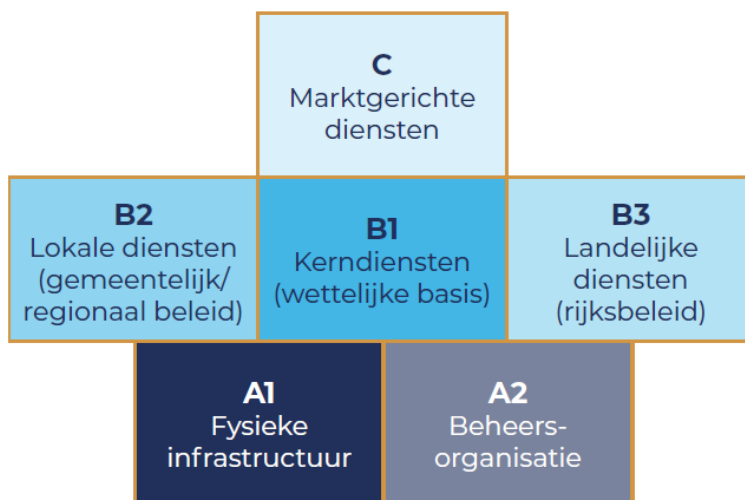 C
Marktgerichte
diensten
B2
Lokale diensten
(gemeentelijk/
regionaal beleid)
B1
Kerndiensten
(wettelijke basis)
B3
Landelijke
diensten
(rijksbeleid)
A1
Fysieke
infrastructuur
A2
Beheers-
organisatie